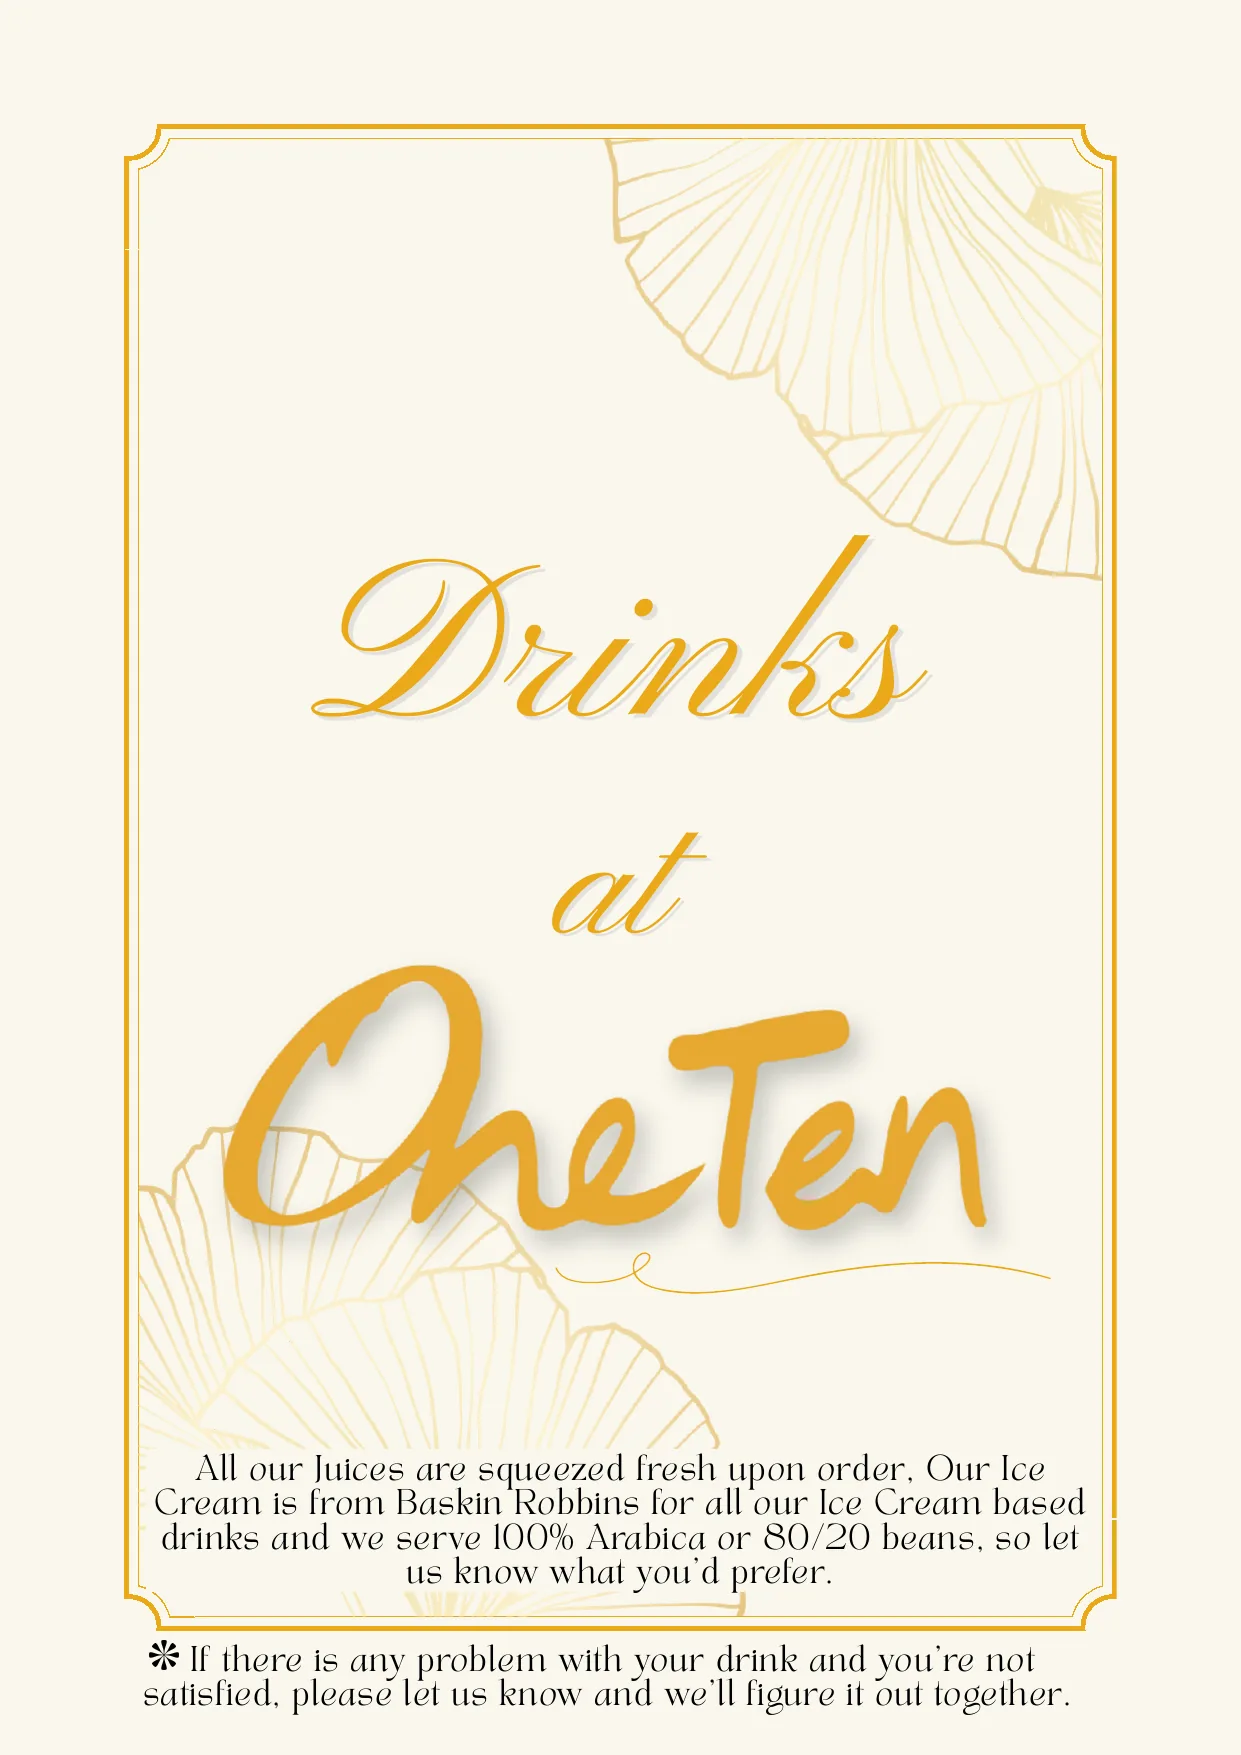 Drinks
at
OneTen
All our Juices are squeezed fresh upon order, Our Ice
Cream is from Baskin Robbins for all our Ice Cream based
drinks and we serve 100% Arabica or 80/20 beans, so let
us know what you'd prefer.
❋ If there is any problem with your drink and you're not
satisfied, please let us know and we'll figure it out together.